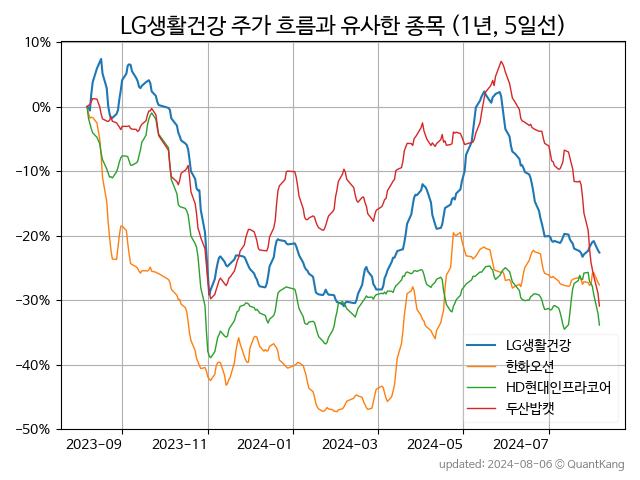 LG생활건강 주가 흐름과 유사한 종목 (1년, 5일선)
10%
0%
−10%
−20%
−30%
−40%
−50%
LG생활건강
한화오션
HD현대인프라코어
두산밥캣
2023-09 2023-11 2024-01 2024-03 2024-05 2024-07
updated: 2024-08-06 © QuantKang